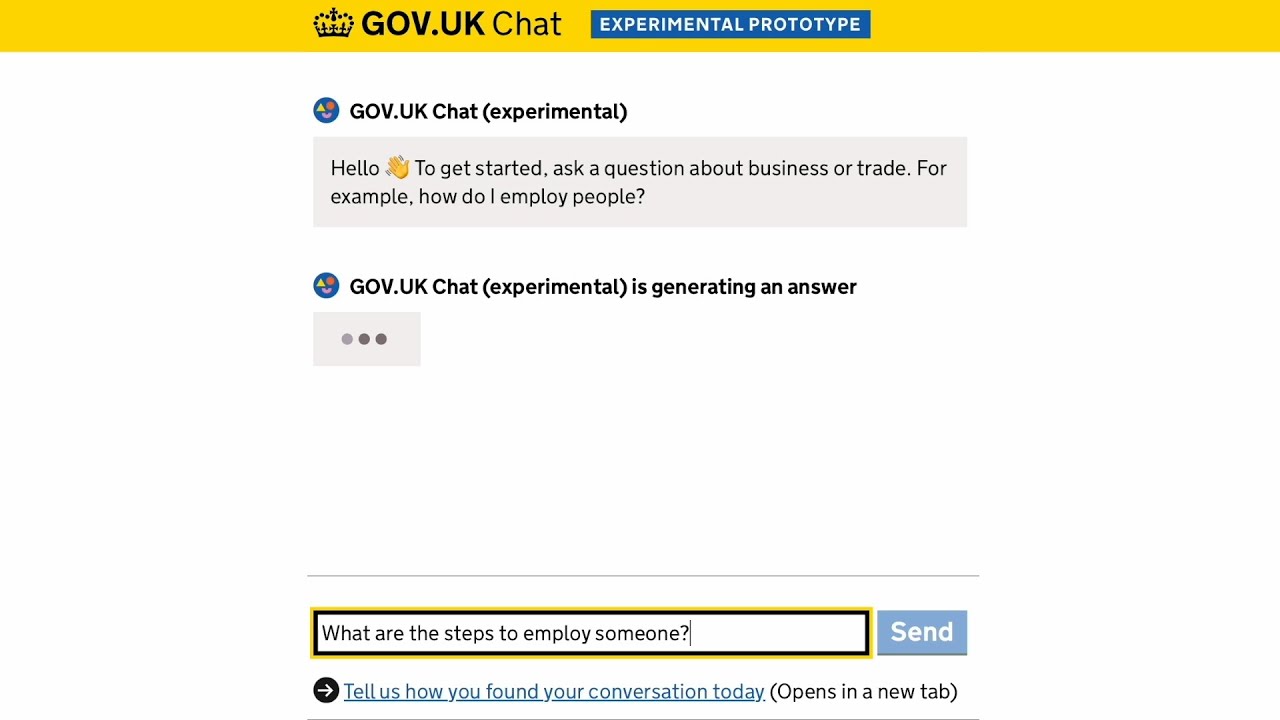 GOV.UK Chat EXPERIMENTAL PROTOTYPE
GOV.UK Chat (experimental)
Hello 👋 To get started, ask a question about business or trade. For
example, how do I employ people?
GOV.UK Chat (experimental) is generating an answer
What are the steps to employ someone? Send
Tell us how you found your conversation today (Opens in a new tab)